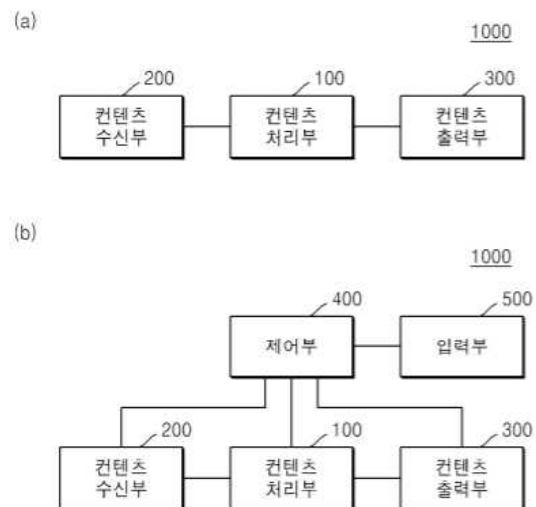 (a)
1000
200
100
300
컨텐츠
수신부
컨텐츠
처리부
컨텐츠
출력부
(b)
1000
400
500
제어부
입력부
200
100
300
컨텐츠
수신부
컨텐츠
처리부
컨텐츠
출력부